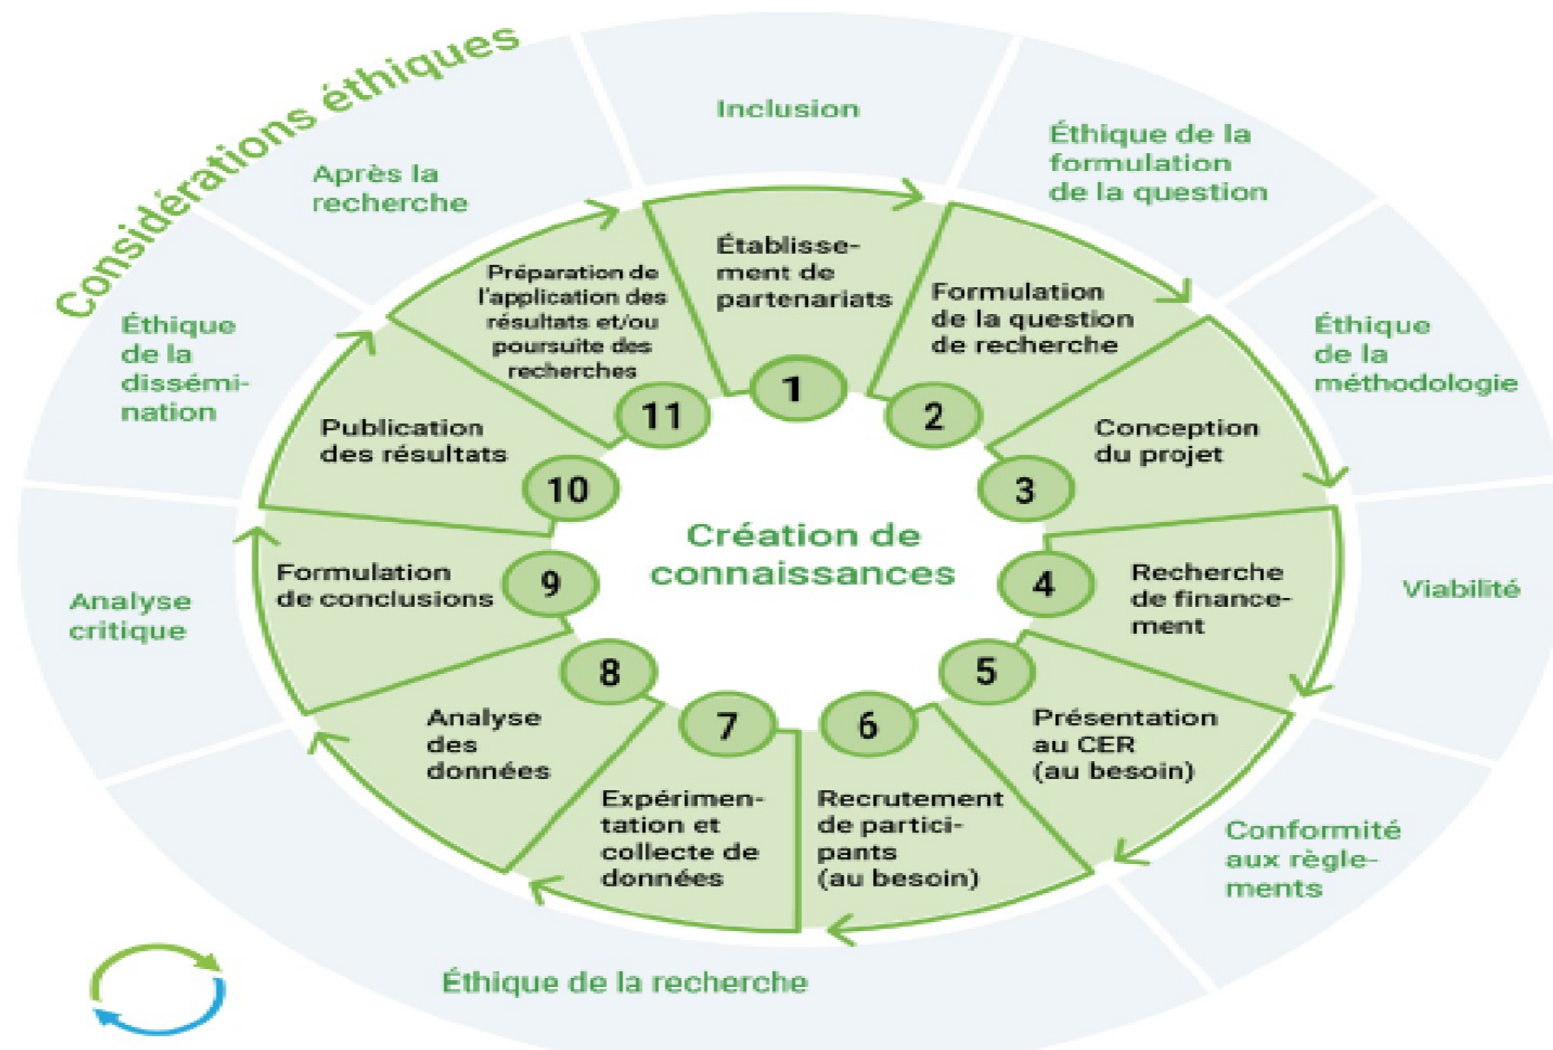 Considérations éthiques
Inclusion
Éthique de la
formulation
de la question
Éthique
de la
méthodologie
Viabilité
Conformité
aux règle-
ments
Éthique de la recherche
Analyse
critique
Éthique
de la
dissémi-
nation
Après la
recherche
Établisse-
ment de
partenariats
1
Formulation
de la question
de recherche
2
Conception
du projet
3
Recherche
de finance-
ment
4
Présentation
au CER
(au besoin)
5
Recrutement
de partici-
pants
(au besoin)
6
Expérimen-
tation et
collecte de
données
7
Analyse
des
données
8
Formulation
de conclusions
9
Publication
des résultats
10
Préparation de
l'application des
résultats et/ou
poursuite des
recherches
11
Création de
connaissances